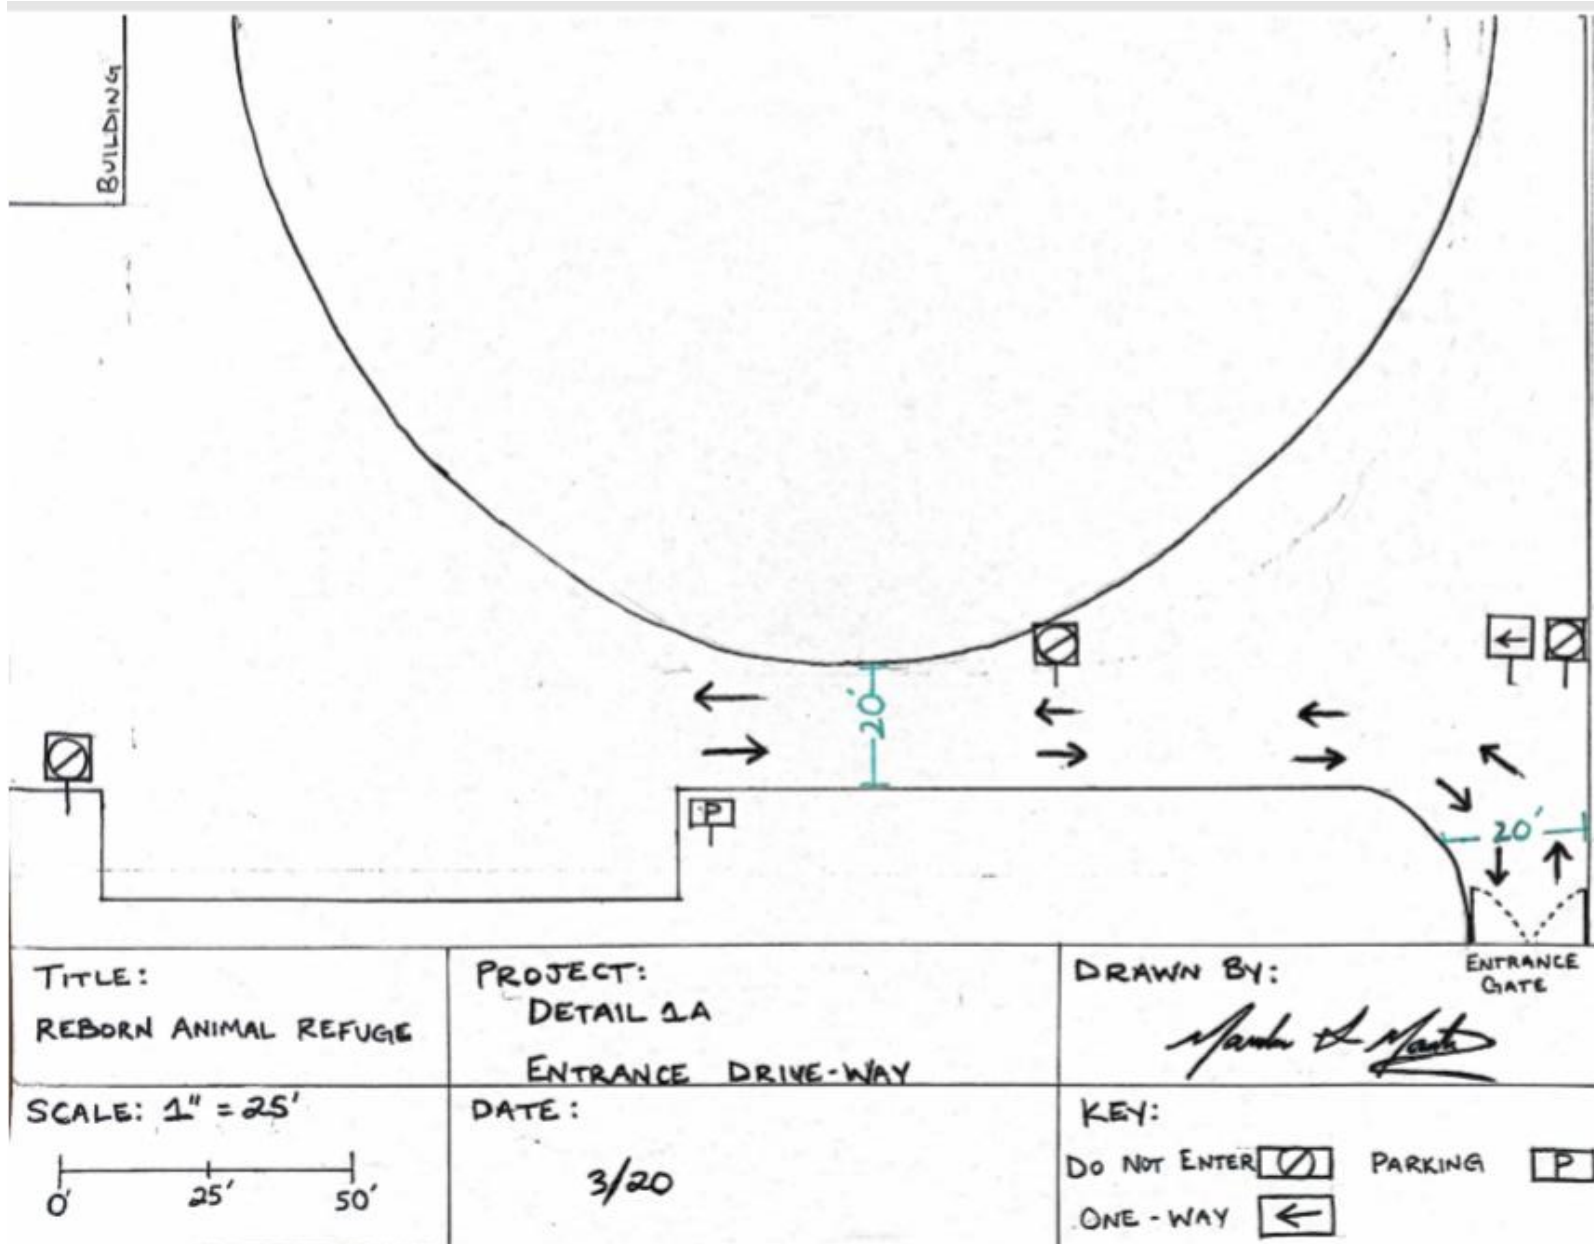 BUILDING
20'
P
20'
ENTRANCE
GATE
TITLE:
REBORN ANIMAL REFUGE
PROJECT:
DETAIL 1A
ENTRANCE DRIVE-WAY
DRAWN BY:
SCALE: 1" = 25'
0' 25' 50'
DATE:
3/20
KEY:
DO NOT ENTER PARKING P
ONE-WAY